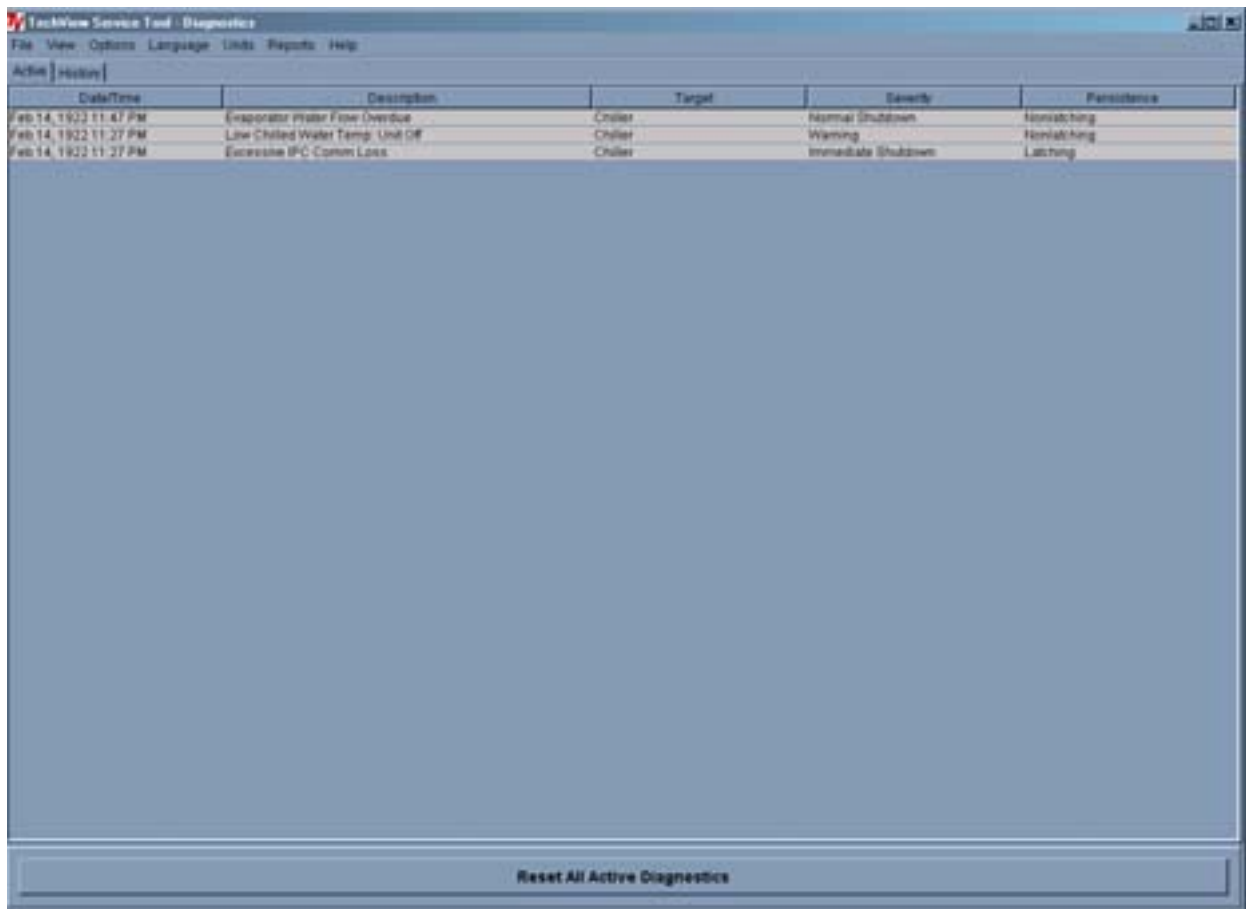 TechView Service Tool - Diagnostics
File View Options Language Units Reports Help
Active History
Date/Time Description Target Severity Persistence
Feb 14, 1922 11:47 PM Evaporator Water Flow Overdue Chiller Normal Shutdown Nonlatching
Feb 14, 1922 11:27 PM Low Chilled Water Temp: Unit Off Chiller Warning Nonlatching
Feb 14, 1922 11:27 PM Excessive IPC Comm Loss Chiller Immediate Shutdown Latching
Reset All Active Diagnostics